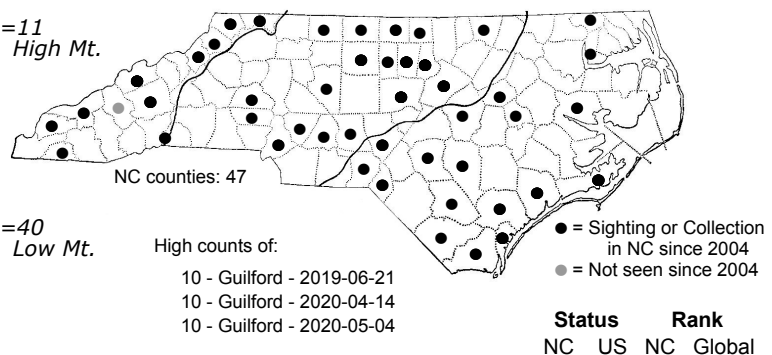 =11
High Mt.
NC counties: 47
=40
Low Mt.
High counts of:
10 - Guilford - 2019-06-21
10 - Guilford - 2020-04-14
10 - Guilford - 2020-05-04
● = Sighting or Collection
in NC since 2004
● = Not seen since 2004
Status Rank
NC US NC Global